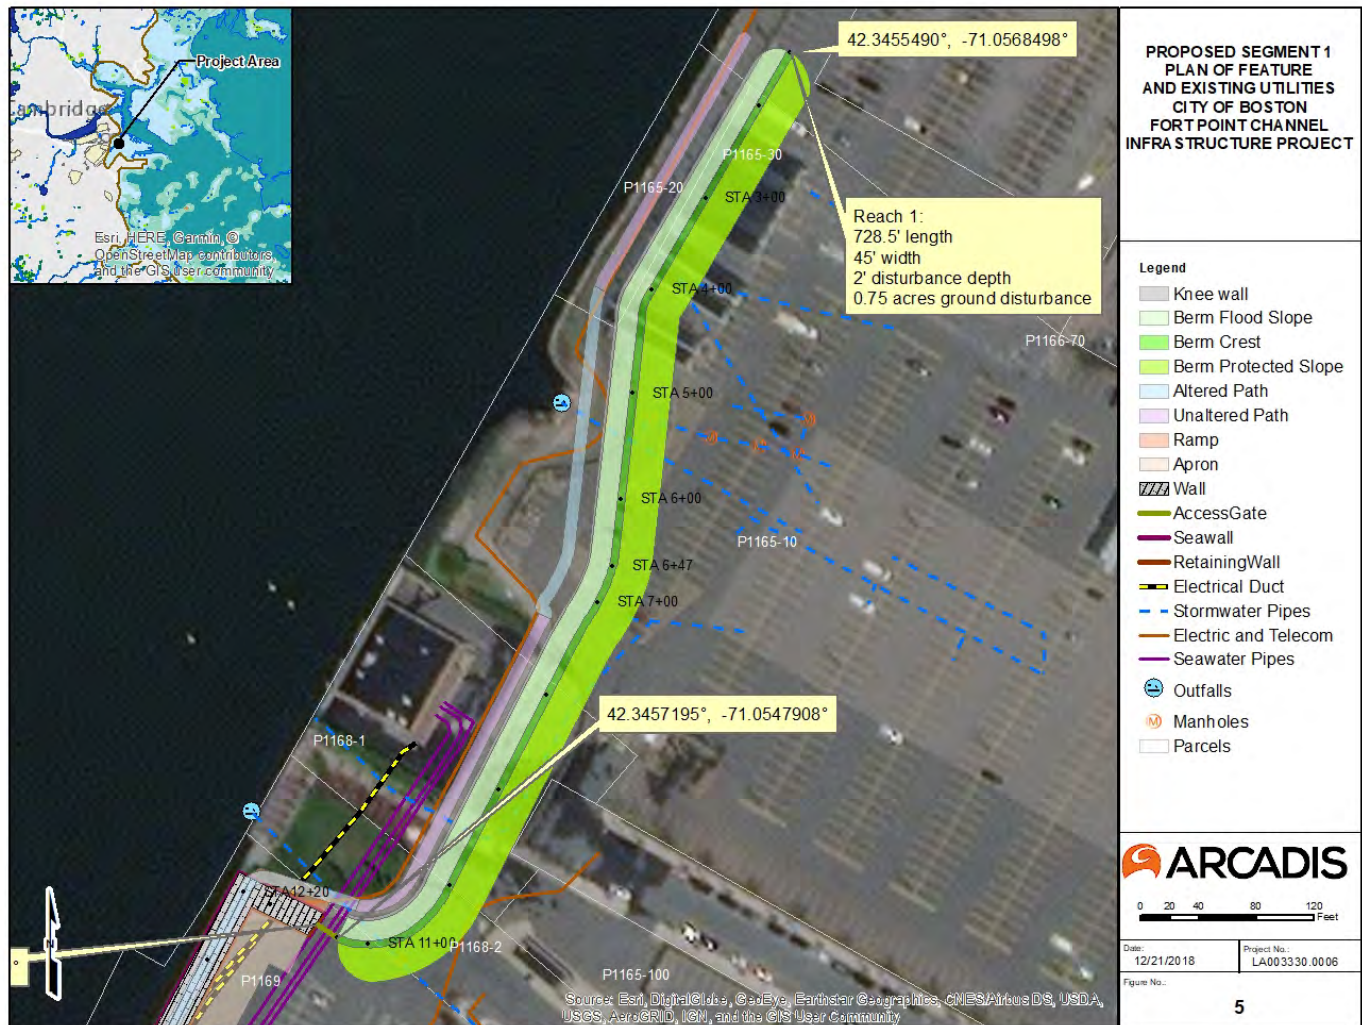 Project Area
Cambridge
Esri, HERE, Garmin, ©
OpenStreetMap contributors,
and the GIS user community
42.3455490°, -71.0568498°
Reach 1:
728.5' length
45' width
2' disturbance depth
0.75 acres ground disturbance
P1165-30
P1165-20
STA 3+00
STA 4+00
P1166-70
STA 5+00
M
M
M
M
STA 6+00
P1165-10
STA 6+47
STA 7+00
42.3457195°, -71.0547908°
P1168-1
STA12+20
STA 11+00
P1168-2
P1169
P1165-100
N
°
Source: Esri, DigitalGlobe, GeoEye, Earthstar Geographics, CNES/Airbus DS, USDA,
USGS, AeroGRID, IGN, and the GIS User Community
PROPOSED SEGMENT 1
PLAN OF FEATURE
AND EXISTING UTILITIES
CITY OF BOSTON
FORT POINT CHANNEL
INFRASTRUCTURE PROJECT
Legend
Knee wall
Berm Flood Slope
Berm Crest
Berm Protected Slope
Altered Path
Unaltered Path
Ramp
Apron
Wall
AccessGate
Seawall
RetainingWall
Electrical Duct
Stormwater Pipes
Electric and Telecom
Seawater Pipes
Outfalls
M Manholes
Parcels
ARCADIS
0 20 40 80 120
Feet
Date:
12/21/2018
Project No.:
LA003330.0006
Figure No.:
5